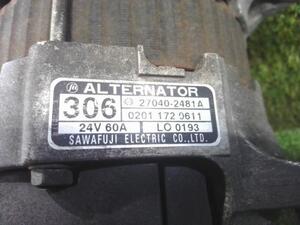 ALTERNATOR
306 27040-2481A
0201 172 0611
24V 60A LO 0193
SAWAFUJI ELECTRIC CO.,LTD.